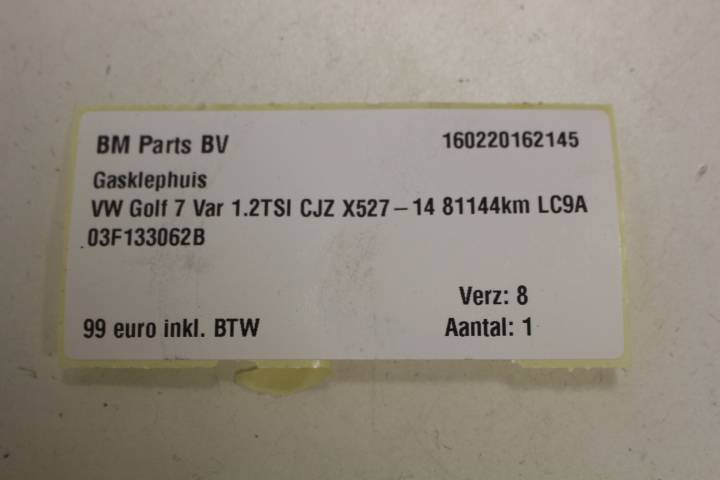 BM Parts BV 160220162145
Gasklephuis
VW Golf 7 Var 1.2TSI CJZ X527-14 81144km LC9A
03F133062B
Verz: 8
99 euro inkl. BTW Aantal: 1